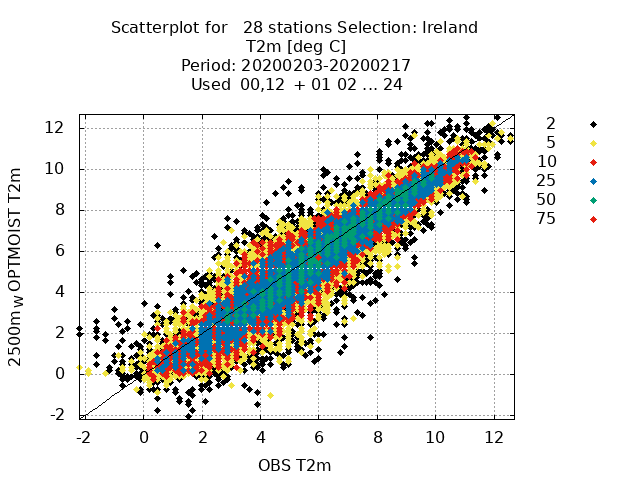 Scatterplot for   28 stations Selection: Ireland
T2m [deg C]
Period: 20200203-20200217
Used  00,12  + 01 02 ... 24
2500m_W OPTMOIST T2m
12
10
8
6
4
2
0
-2
-2 0 2 4 6 8 10 12
OBS T2m
2
5
10
25
50
75